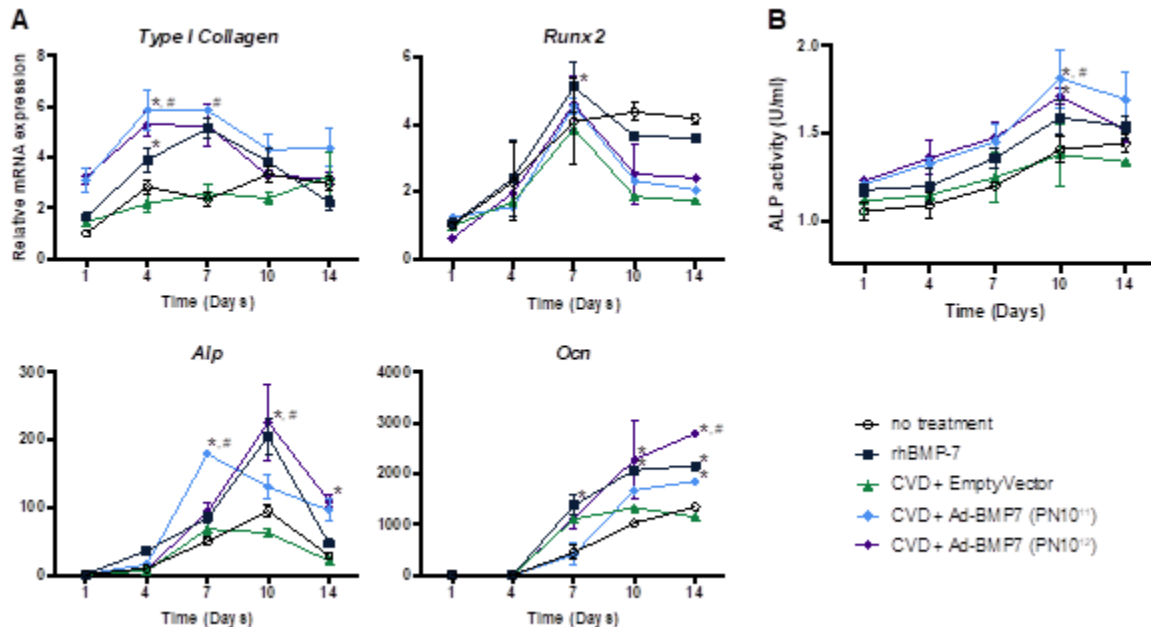 A
B
Type I Collagen
Runx2
Relative mRNA expression
8
6
4
2
0
1 4 7 10 14
Time (Days)
*, #
#
*
6
4
2
0
1 4 7 10 14
Time (Days)
*
ALP activity (U/ml)
2.0
1.5
1.0
1 4 7 10 14
Time (Days)
*, #
*
Alp
Ocn
300
200
100
0
1 4 7 10 14
Time (Days)
*, #
*, #
*
4000
3000
2000
1000
0
1 4 7 10 14
Time (Days)
*
*
*
*, #
*
*
no treatment
rhBMP-7
CVD+ EmptyVector
CVD+ Ad-BMP7 (PN10¹¹)
CVD+ Ad-BMP7 (PN10¹²)